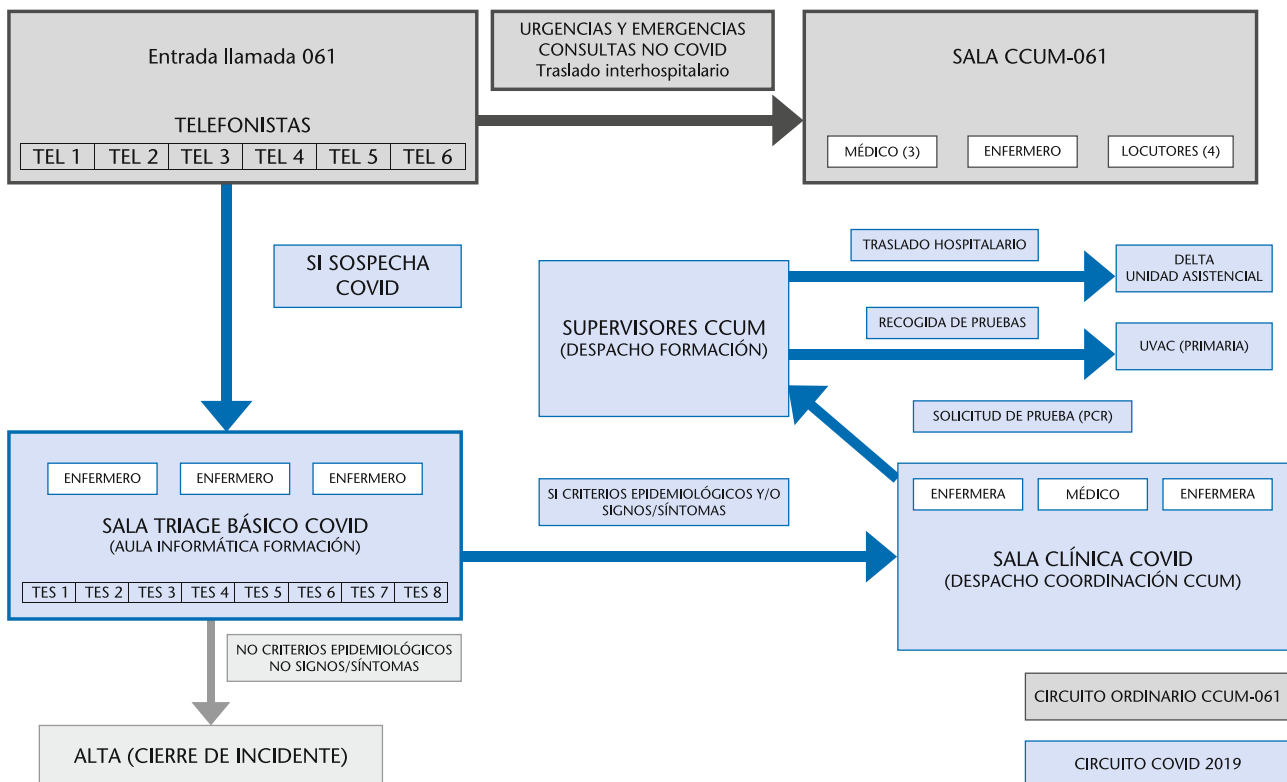 Entrada llamada 061
TELEFONISTAS
TEL 1 TEL 2 TEL 3 TEL 4 TEL 5 TEL 6
URGENCIAS Y EMERGENCIAS
CONSULTAS NO COVID
Traslado interhospitalario
SALA CCUM-061
MÉDICO (3) ENFERMERO LOCUTORES (4)
SI SOSPECHA
COVID
SUPERVISORES CCUM
(DESPACHO FORMACIÓN)
TRASLADO HOSPITALARIO
DELTA
UNIDAD ASISTENCIAL
RECOGIDA DE PRUEBAS
UVAC (PRIMARIA)
SOLICITUD DE PRUEBA (PCR)
ENFERMERO ENFERMERO ENFERMERO
SALA TRIAGE BÁSICO COVID
(AULA INFORMÁTICA FORMACIÓN)
TES 1 TES 2 TES 3 TES 4 TES 5 TES 6 TES 7 TES 8
SI CRITERIOS EPIDEMIOLÓGICOS Y/O
SIGNOS/SÍNTOMAS
ENFERMERA MÉDICO ENFERMERA
SALA CLÍNICA COVID
(DESPACHO COORDINACIÓN CCUM)
NO CRITERIOS EPIDEMIOLÓGICOS
NO SIGNOS/SÍNTOMAS
ALTA (CIERRE DE INCIDENTE)
CIRCUITO ORDINARIO CCUM-061
CIRCUITO COVID 2019